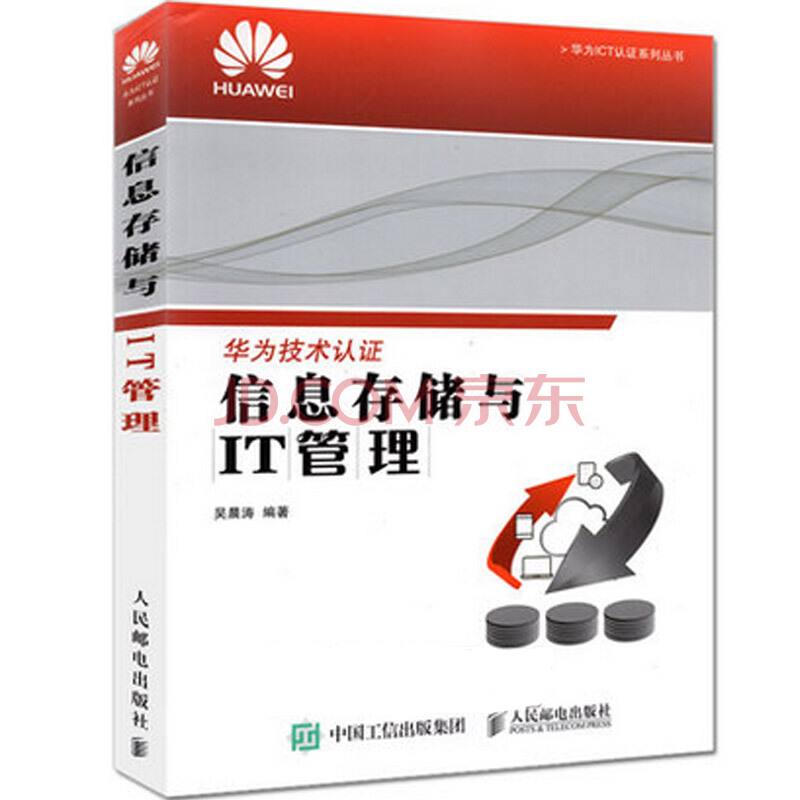 华为ICT认证系列丛书
信息存储与IT管理
人民邮电出版社
HUAWEI
> 华为ICT认证系列丛书
华为技术认证
信息存储与
IT管理
JD.COM京东
吴晨涛 编著
中国工信出版集团
人民邮电出版社
POSTS & TELECOM PRESS